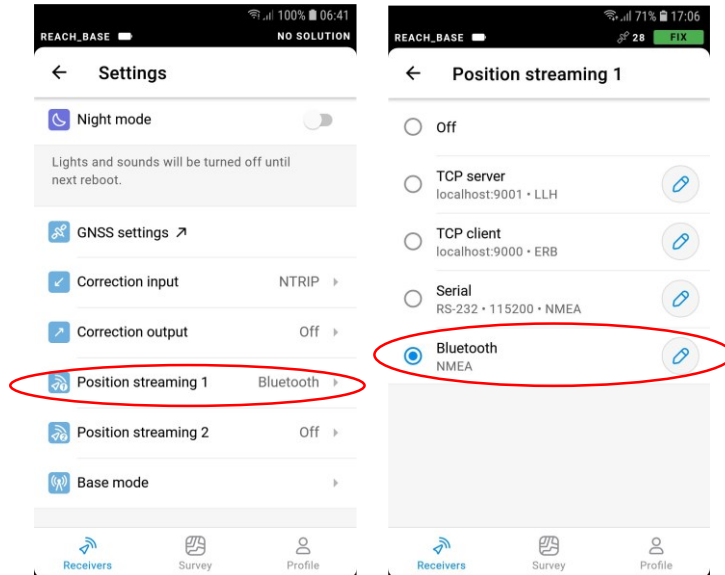 100% 06:41
REACH_BASE NO SOLUTION
Settings
Night mode
Lights and sounds will be turned off until
next reboot.
GNSS settings
Correction input NTRIP
Correction output Off
Position streaming 1 Bluetooth
Position streaming 2 Off
Base mode
Receivers Survey Profile
71% 17:06
REACH_BASE 28 FIX
Position streaming 1
Off
TCP server
localhost:9001 • LLH
TCP client
localhost:9000 • ERB
Serial
RS-232 • 115200 • NMEA
Bluetooth
NMEA
Receivers Survey Profile